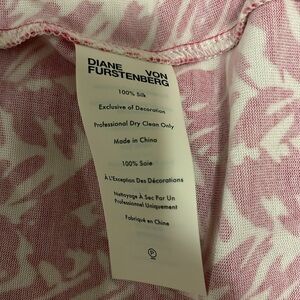 DIANE VON
FURSTENBERG
100% Silk
Exclusive of Decoration
Professional Dry Clean Only
Made in China
100% Soie
À L'Exception Des Décorations
Nettoyage À Sec Par Un
Professionnel Uniquement
Fabriqué en Chine
P